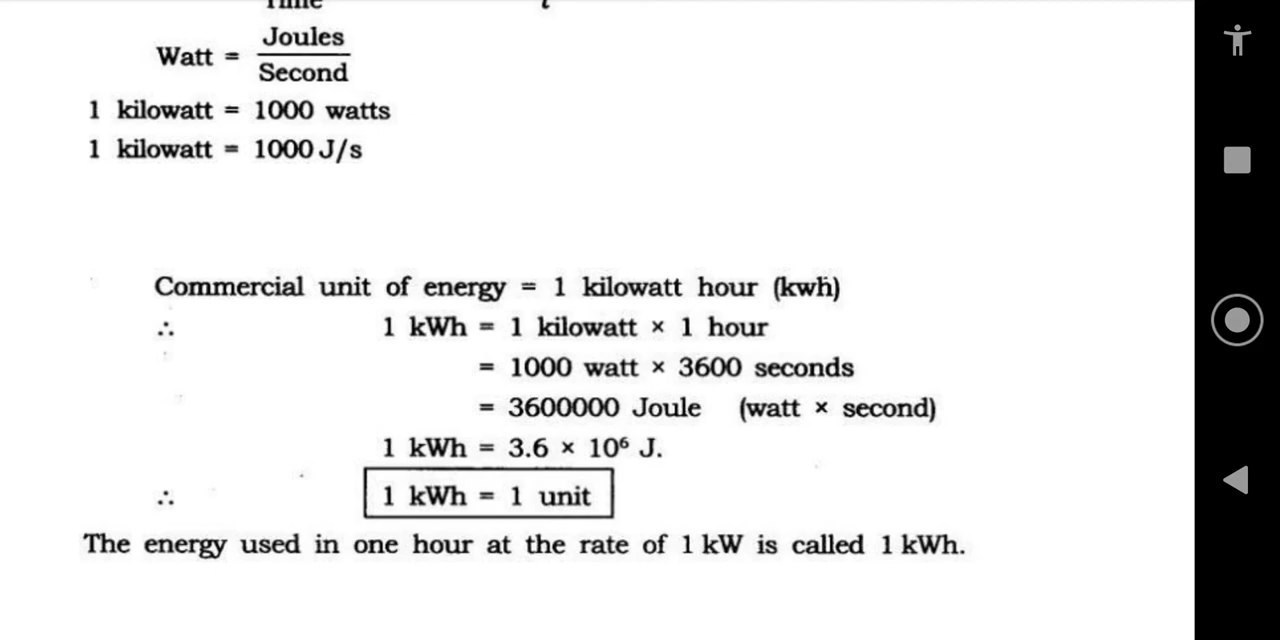 Time t
Watt = Joules
Second
1 kilowatt = 1000 watts
1 kilowatt = 1000 J/s
Commercial unit of energy = 1 kilowatt hour (kwh)
∴ 1 kWh = 1 kilowatt × 1 hour
= 1000 watt × 3600 seconds
= 3600000 Joule (watt × second)
1 kWh = 3.6 × 10⁶ J.
∴ 1 kWh = 1 unit
The energy used in one hour at the rate of 1 kW is called 1 kWh.